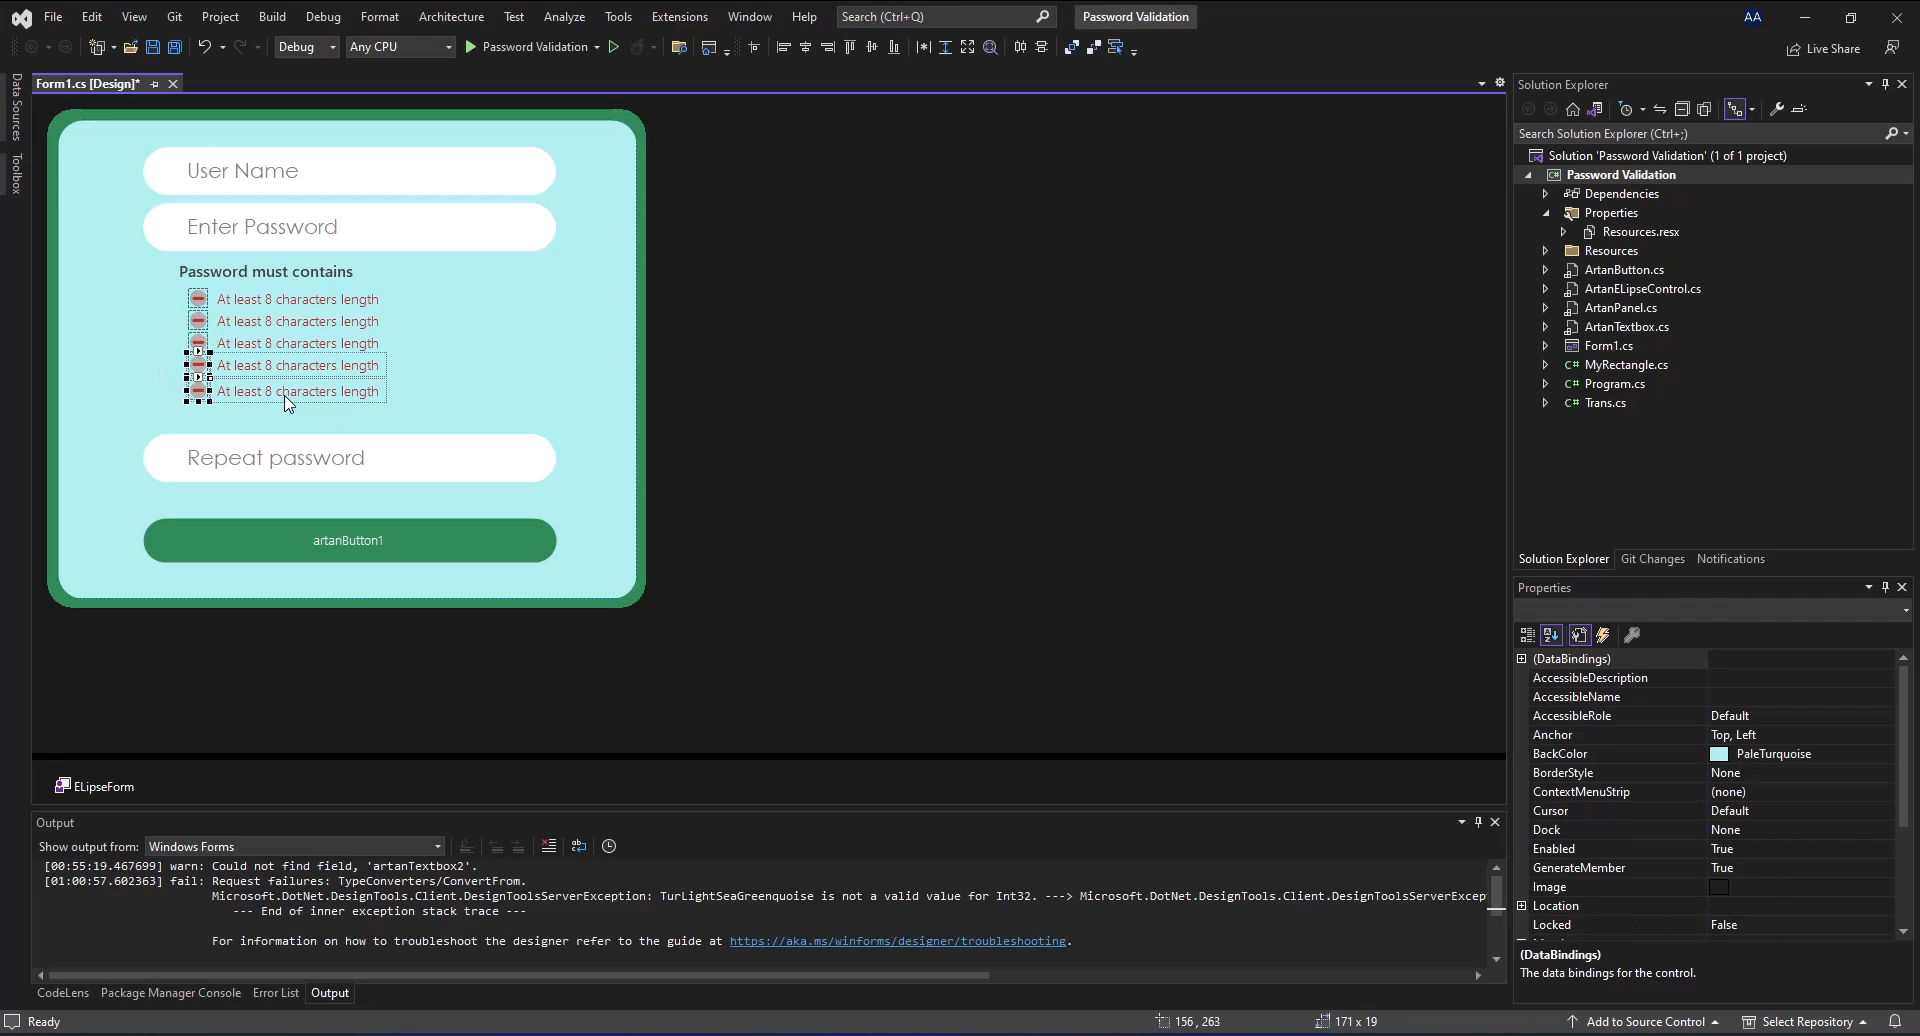 File Edit View Git Project Build Debug Format Architecture Test Analyze Tools Extensions Window Help Search (Ctrl+Q) Password Validation AA
Debug Any CPU Password Validation Live Share
Data Sources
Toolbox
Form1.cs [Design]*
User Name
Enter Password
Password must contains
At least 8 characters length
At least 8 characters length
At least 8 characters length
At least 8 characters length
At least 8 characters length
Repeat password
artanButton1
ELipseForm
Output
Show output from: Windows Forms
[00:55:19.467699] warn: Could not find field, 'artanTextbox2'.
[01:00:57.602363] fail: Request failures: TypeConverters/ConvertFrom.
Microsoft.DotNet.DesignTools.Client.DesignToolsServerException: TurLightSeaGreenquoise is not a valid value for Int32. ---> Microsoft.DotNet.DesignTools.Client.DesignToolsServerExcep
--- End of inner exception stack trace ---
For information on how to troubleshoot the designer refer to the guide at https://aka.ms/winforms/designer/troubleshooting.
CodeLens Package Manager Console Error List Output
Solution Explorer
Search Solution Explorer (Ctrl+;)
Solution 'Password Validation' (1 of 1 project)
C# Password Validation
Dependencies
Properties
Resources.resx
Resources
ArtanButton.cs
ArtanELipseControl.cs
ArtanPanel.cs
ArtanTextbox.cs
Form1.cs
C# MyRectangle.cs
C# Program.cs
C# Trans.cs
Solution Explorer Git Changes Notifications
Properties
(DataBindings)
AccessibleDescription
AccessibleName
AccessibleRole Default
Anchor Top, Left
BackColor PaleTurquoise
BorderStyle None
ContextMenuStrip (none)
Cursor Default
Dock None
Enabled True
GenerateMember True
Image
Location
Locked False
(DataBindings)
The data bindings for the control.
Ready 156 , 263 171 x 19 Add to Source Control Select Repository